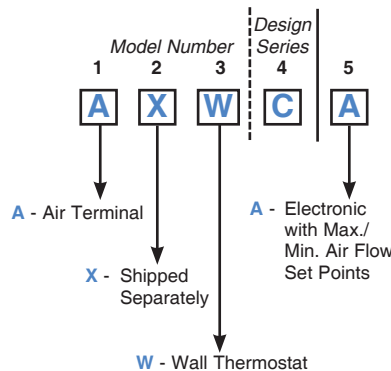 Model Number
Design
Series
1 2 3 4 5
A X W C A
A - Air Terminal
A - Electronic
with Max./
Min. Air Flow
Set Points
X - Shipped
Separately
W - Wall Thermostat